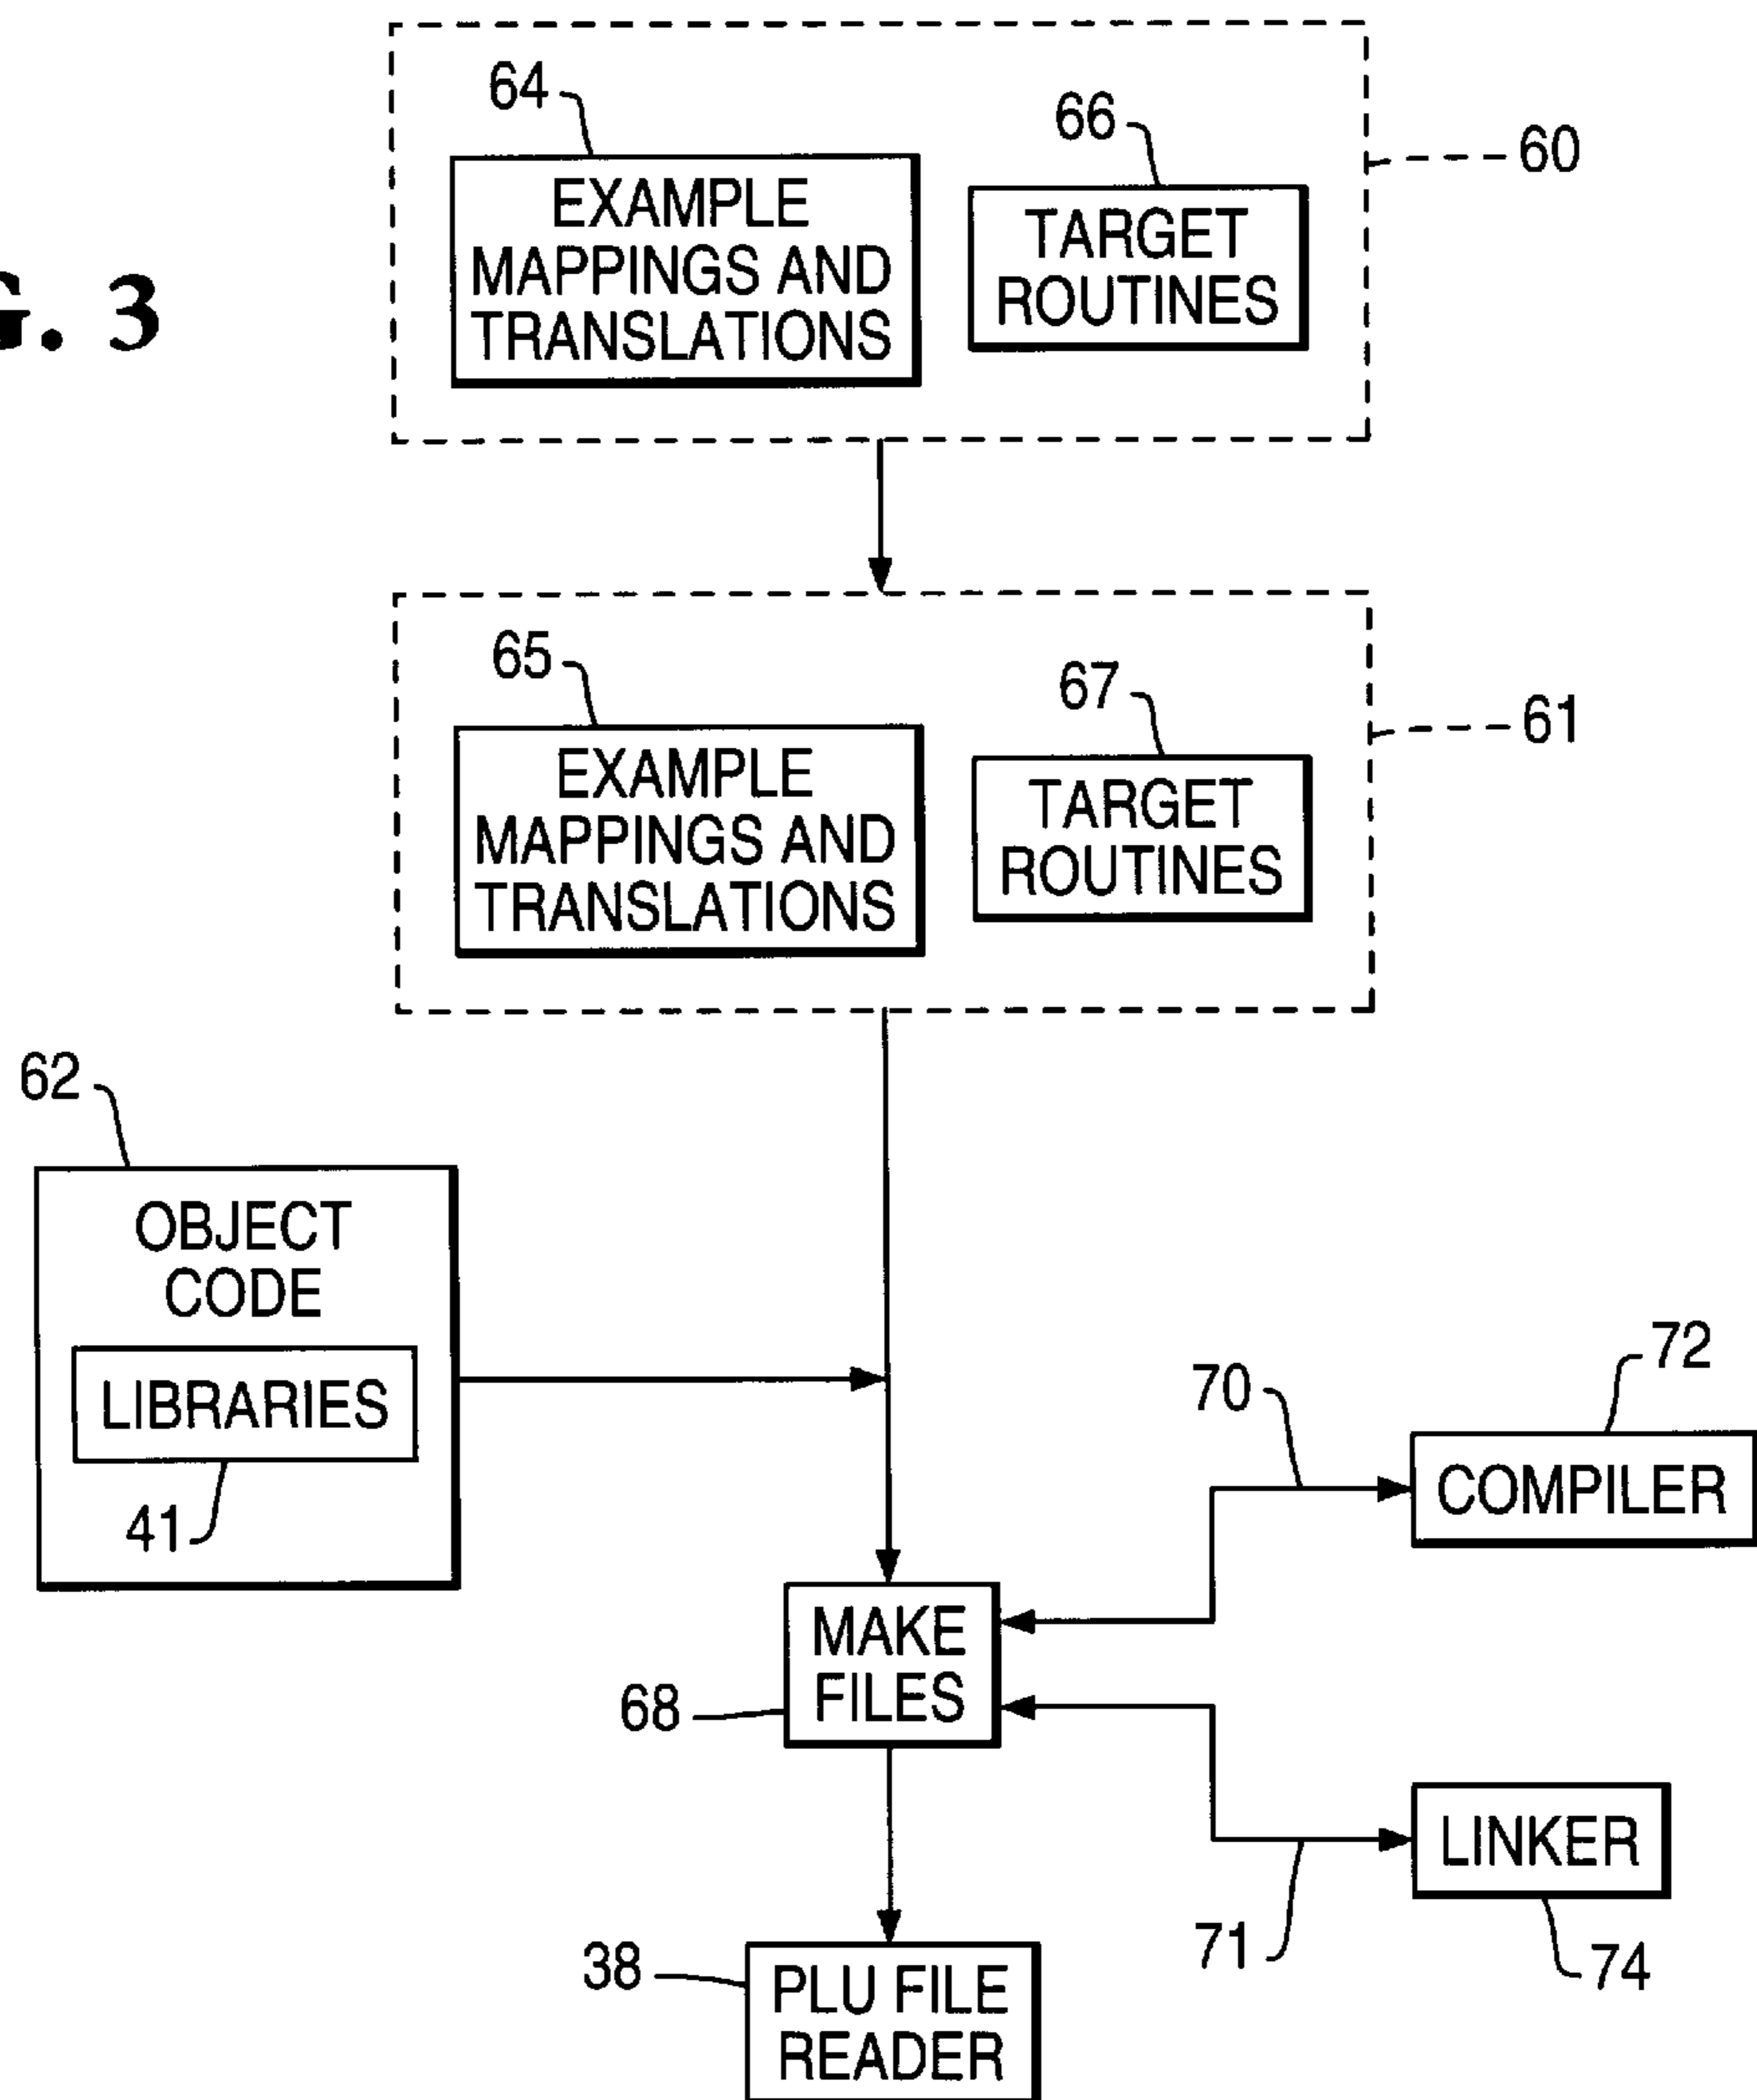 64
66
60
EXAMPLE
MAPPINGS AND
TRANSLATIONS
TARGET
ROUTINES
G. 3
65
67
61
EXAMPLE
MAPPINGS AND
TRANSLATIONS
TARGET
ROUTINES
62
OBJECT
CODE
LIBRARIES
41
70
72
COMPILER
MAKE
FILES
68
LINKER
71
74
38
PLU FILE
READER